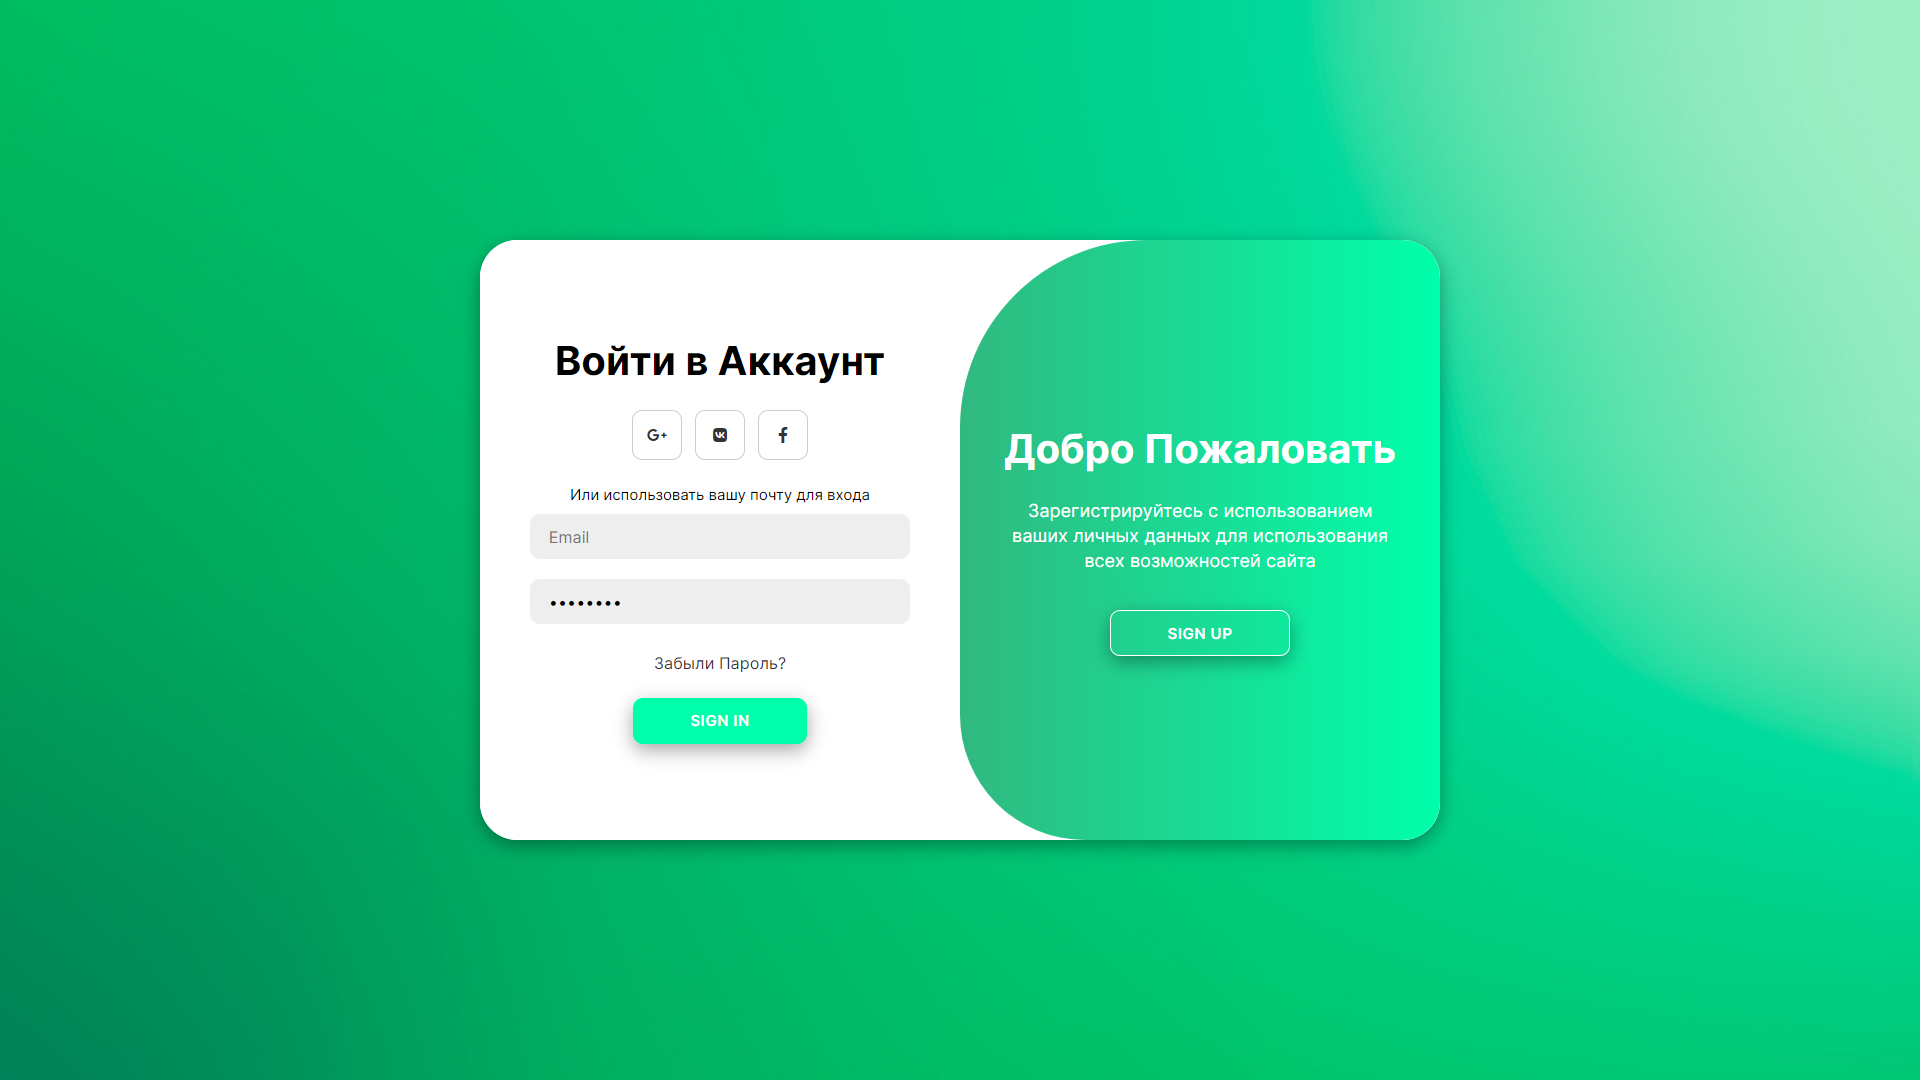 Войти в Аккаунт
G+
Или использовать вашу почту для входа
Email
••••••••
Забыли Пароль?
SIGN IN
Добро Пожаловать
Зарегистрируйтесь с использованием
ваших личных данных для использования
всех возможностей сайта
SIGN UP